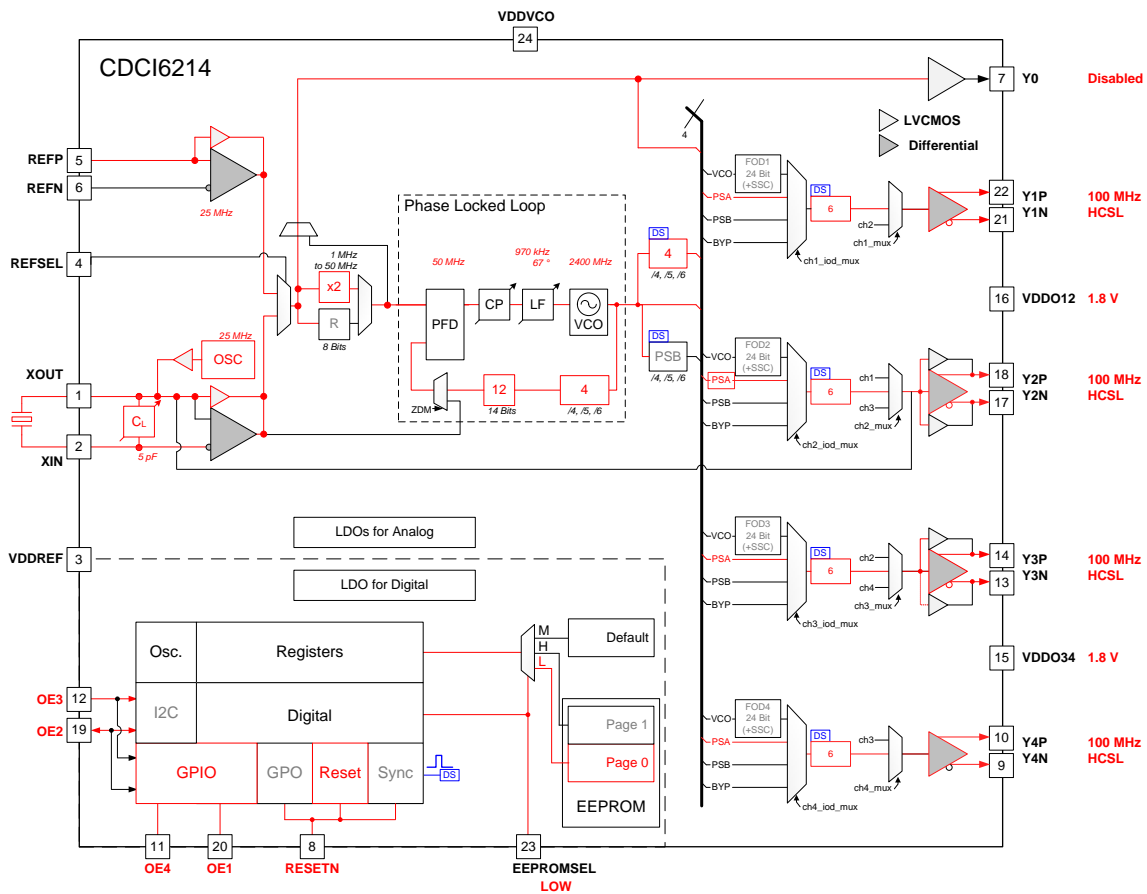 VDDVCO
24
CDCI6214
7
Y0
Disabled
LVCMOS
Differential
4
REFP
5
REFN
6
25 MHz
REFSEL
4
Phase Locked Loop
1 MHz
to 50 MHz
x2
R
8 Bits
50 MHz
970 kHz
67 °
2400 MHz
PFD
CP
LF
VCO
ZDM
12
14 Bits
4
/4, /5, /6
DS
4
/4, /5, /6
DS
PSB
/4, /5, /6
25 MHz
OSC
XOUT
1
CL
5 pF
2
XIN
FOD1
24 Bit
(+SSC)
VCO
PSA
PSB
BYP
DS
6
ch1_iod_mux
ch2
ch1_mux
22
Y1P
21
Y1N
100 MHz
HCSL
16
VDDO12
1.8 V
FOD2
24 Bit
(+SSC)
VCO
PSA
PSB
BYP
DS
6
ch2_iod_mux
ch1
ch3
ch2_mux
18
Y2P
17
Y2N
100 MHz
HCSL
FOD3
24 Bit
(+SSC)
VCO
PSA
PSB
BYP
DS
6
ch3_iod_mux
ch2
ch4
ch3_mux
14
Y3P
13
Y3N
100 MHz
HCSL
15
VDDO34
1.8 V
FOD4
24 Bit
(+SSC)
VCO
PSA
PSB
BYP
DS
6
ch4_iod_mux
ch3
ch4_mux
10
Y4P
9
Y4N
100 MHz
HCSL
VDDREF
3
LDOs for Analog
LDO for Digital
Osc.
Registers
I2C
Digital
GPIO
GPO
Reset
Sync
DS
OE3
12
OE2
19
M
H
L
Default
Page 1
Page 0
EEPROM
11
OE4
20
OE1
8
RESETN
23
EEPROMSEL
LOW